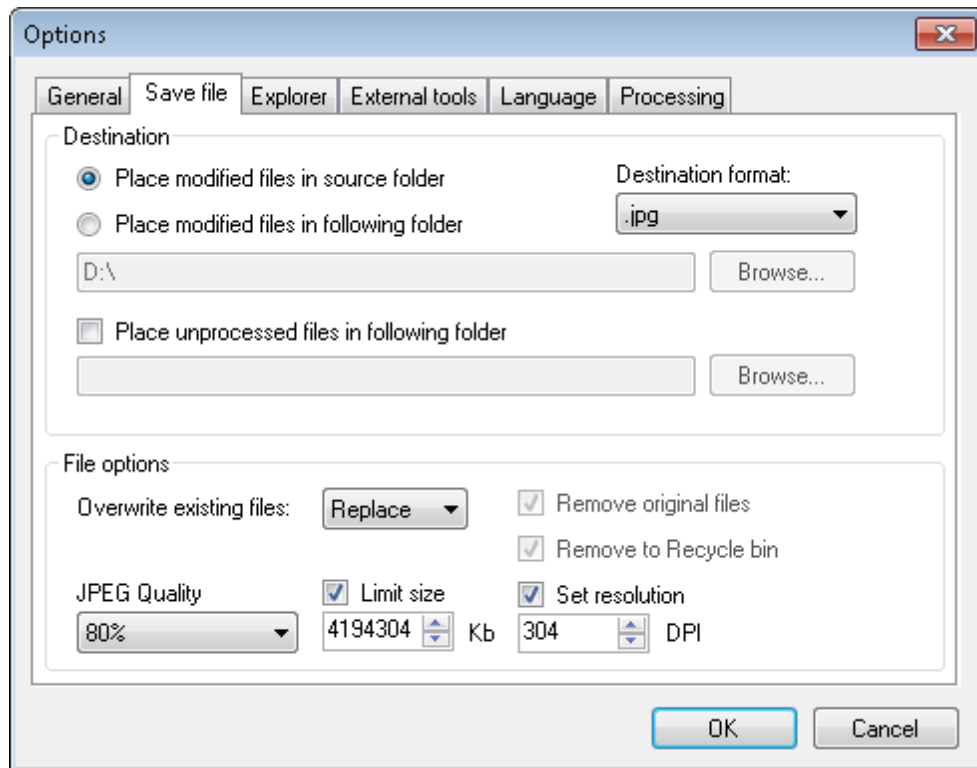 Options
General Save file Explorer External tools Language Processing
Destination
Place modified files in source folder
Destination format:
.jpg
Place modified files in following folder
D:\
Browse...
Place unprocessed files in following folder
Browse...
File options
Overwrite existing files: Replace
Remove original files
Remove to Recycle bin
JPEG Quality
Limit size
Set resolution
80%
4194304 Kb
304 DPI
OK Cancel